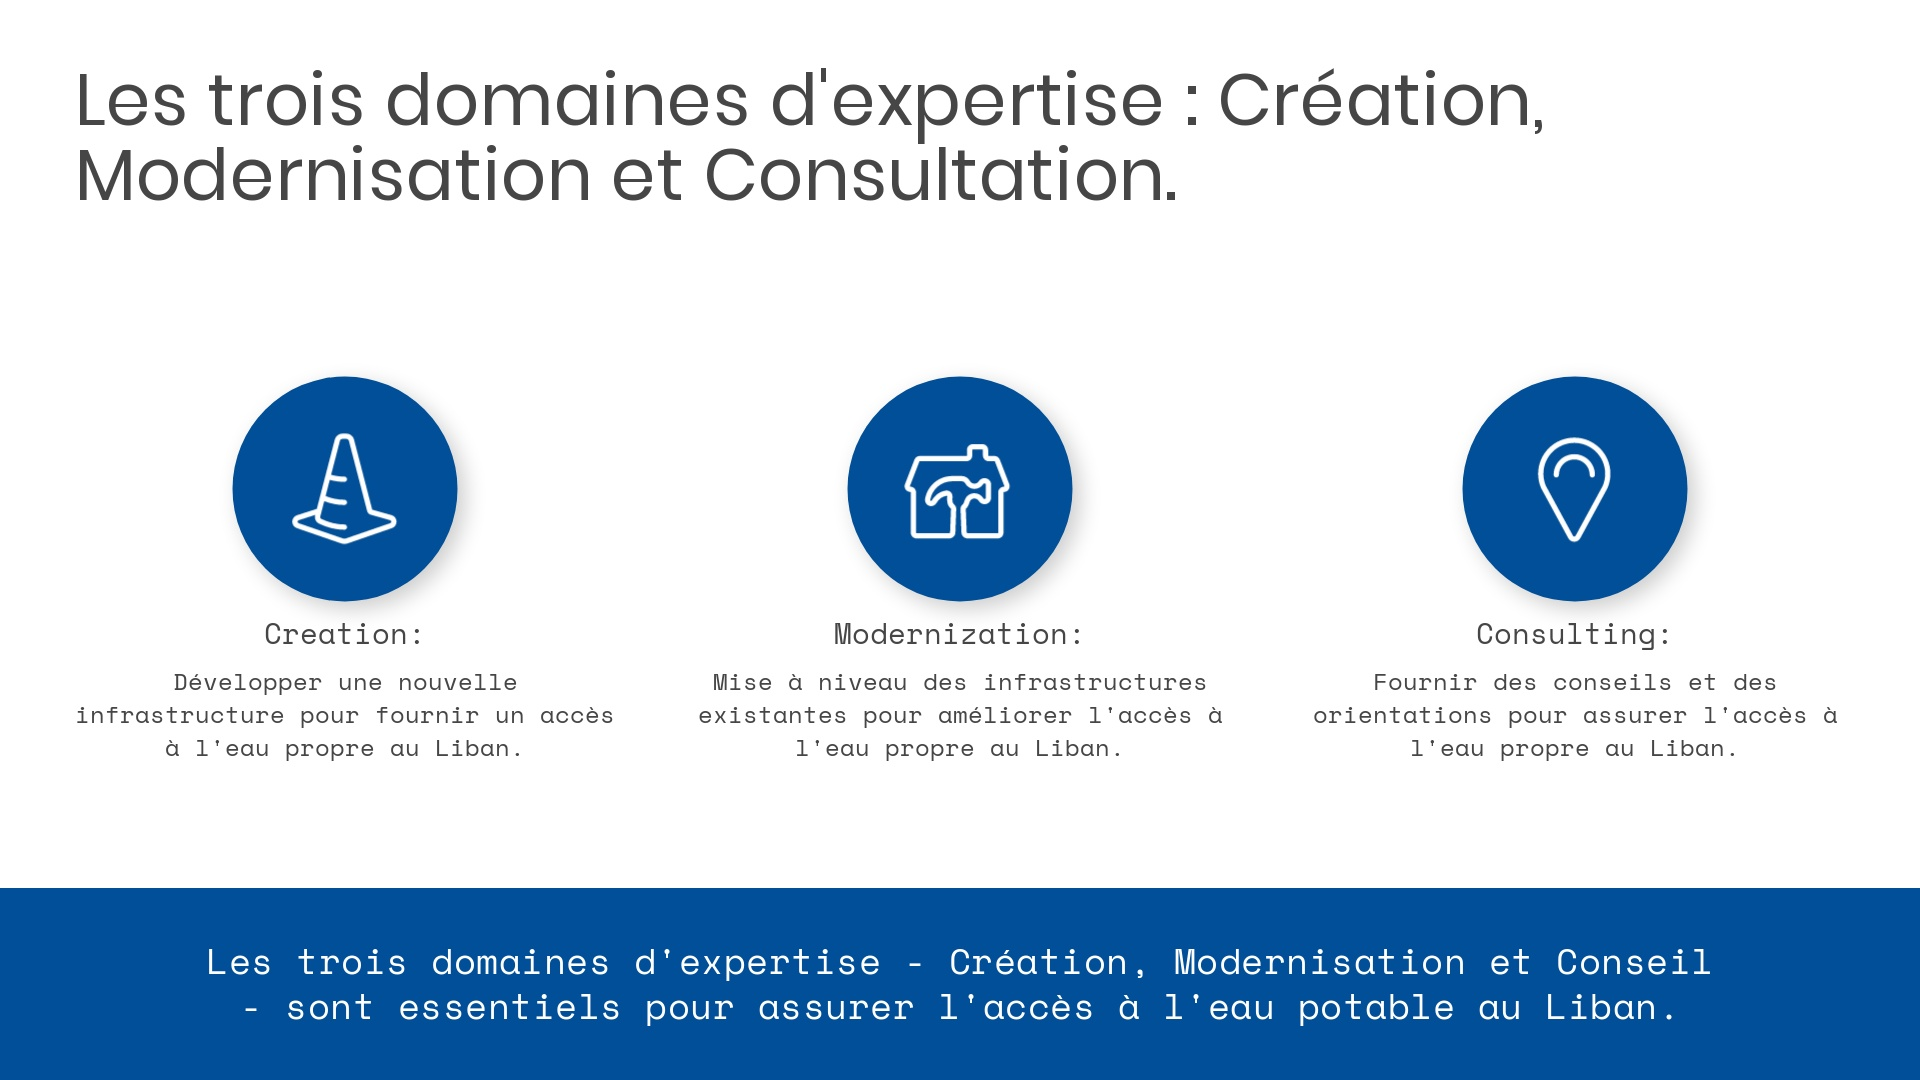 Les trois domaines d'expertise : Création,
Modernisation et Consultation.
Creation:
Développer une nouvelle
infrastructure pour fournir un accès
à l'eau propre au Liban.
Modernization:
Mise à niveau des infrastructures
existantes pour améliorer l'accès à
l'eau propre au Liban.
Consulting:
Fournir des conseils et des
orientations pour assurer l'accès à
l'eau propre au Liban.
Les trois domaines d'expertise - Création, Modernisation et Conseil
- sont essentiels pour assurer l'accès à l'eau potable au Liban.